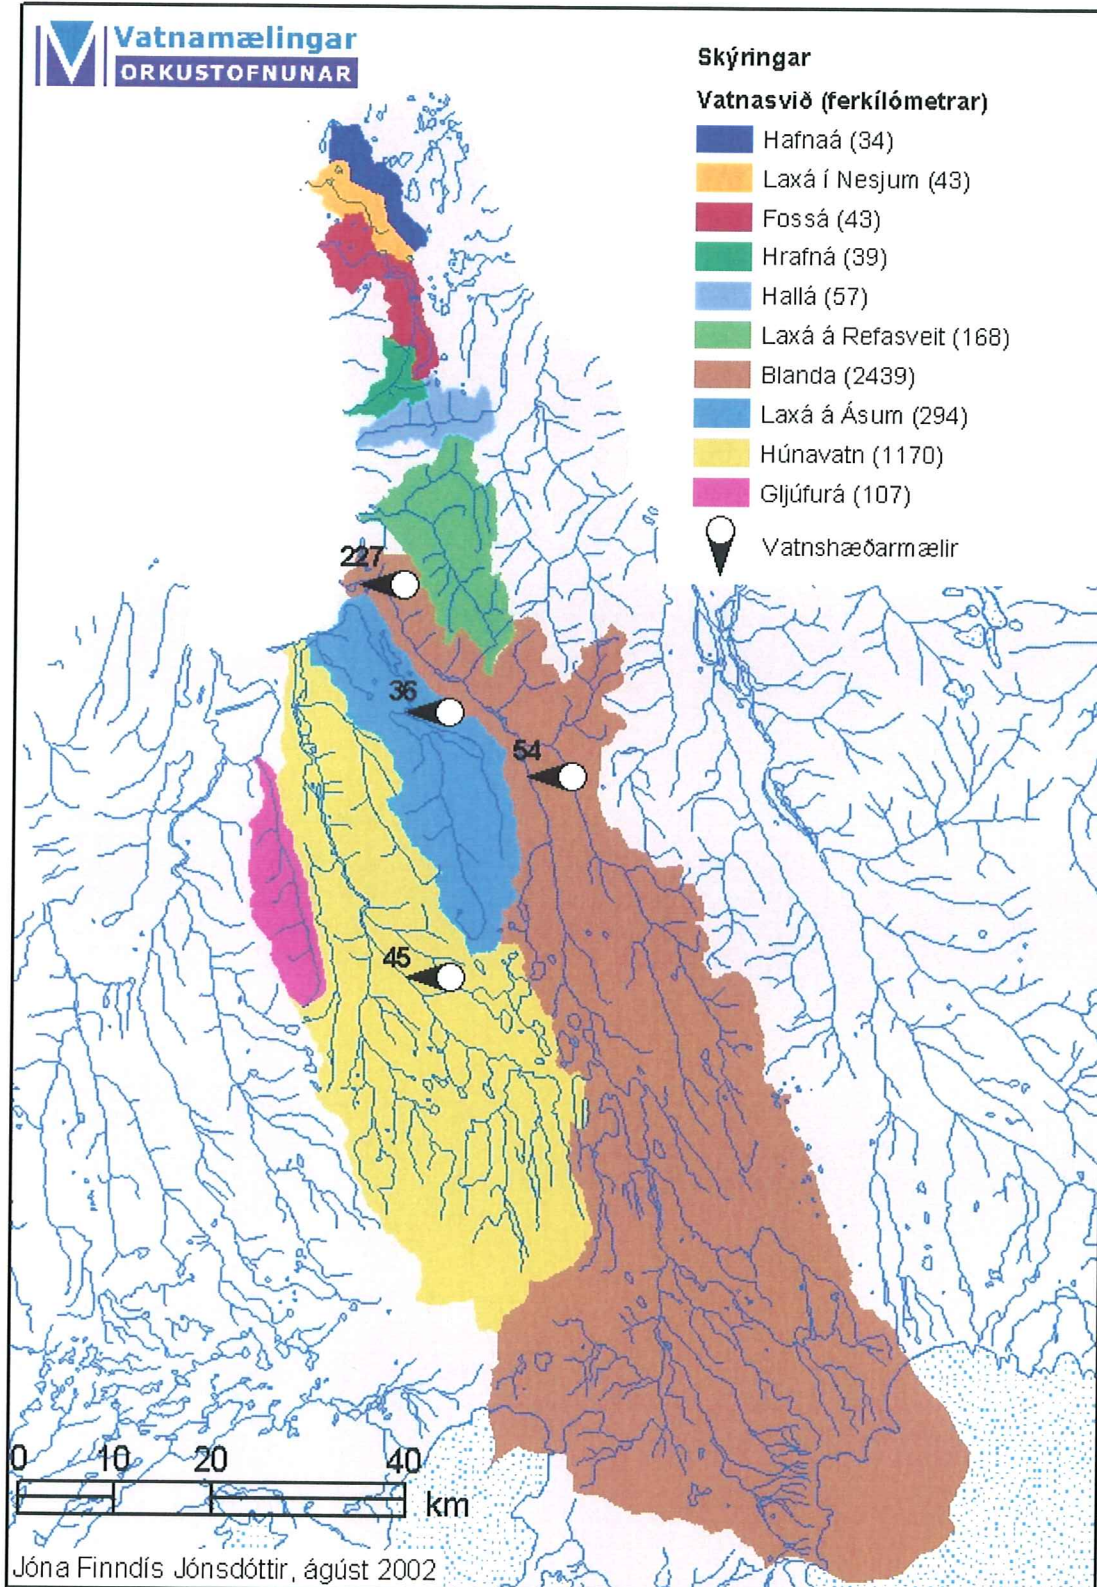 Vatnamælingar
ORKUSTOFNUNAR
Skýringar
Vatnasvið (ferkílómetrar)
Hafnaá (34)
Laxá í Nesjum (43)
Fossá (43)
Hrafná (39)
Hallá (57)
Laxá á Refasveit (168)
Blanda (2439)
Laxá á Ásum (294)
Húnavatn (1170)
Gljúfurá (107)
Vatnshæðarmælir
227
36
54
45
0 10 20 40
km
Jóna Finndís Jónsdóttir, ágúst 2002